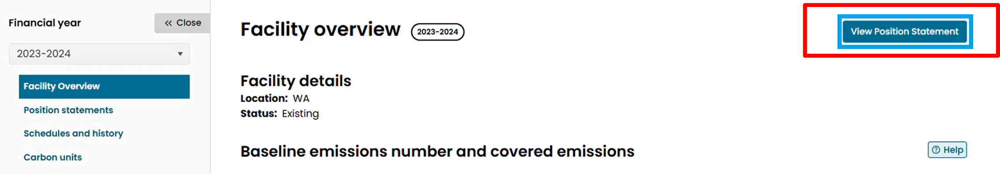 Financial year
Close
2023-2024
Facility Overview
Position statements
Schedules and history
Carbon units
Facility overview 2023-2024
View Position Statement
Facility details
Location: WA
Status: Existing
Baseline emissions number and covered emissions
Help